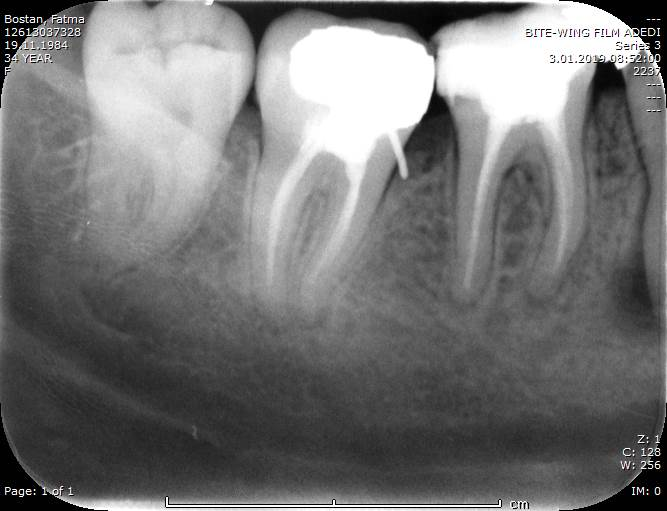 Bostan, Fatma
12613037328
19.11.1984
34 YEAR
F
---
BITE-WING FILM ADEDI
Series 3
3.01.2019 08:52:00
2237
---
---
---
Z: 1
C: 128
W: 256
Page: 1 of 1
IM: 0
cm